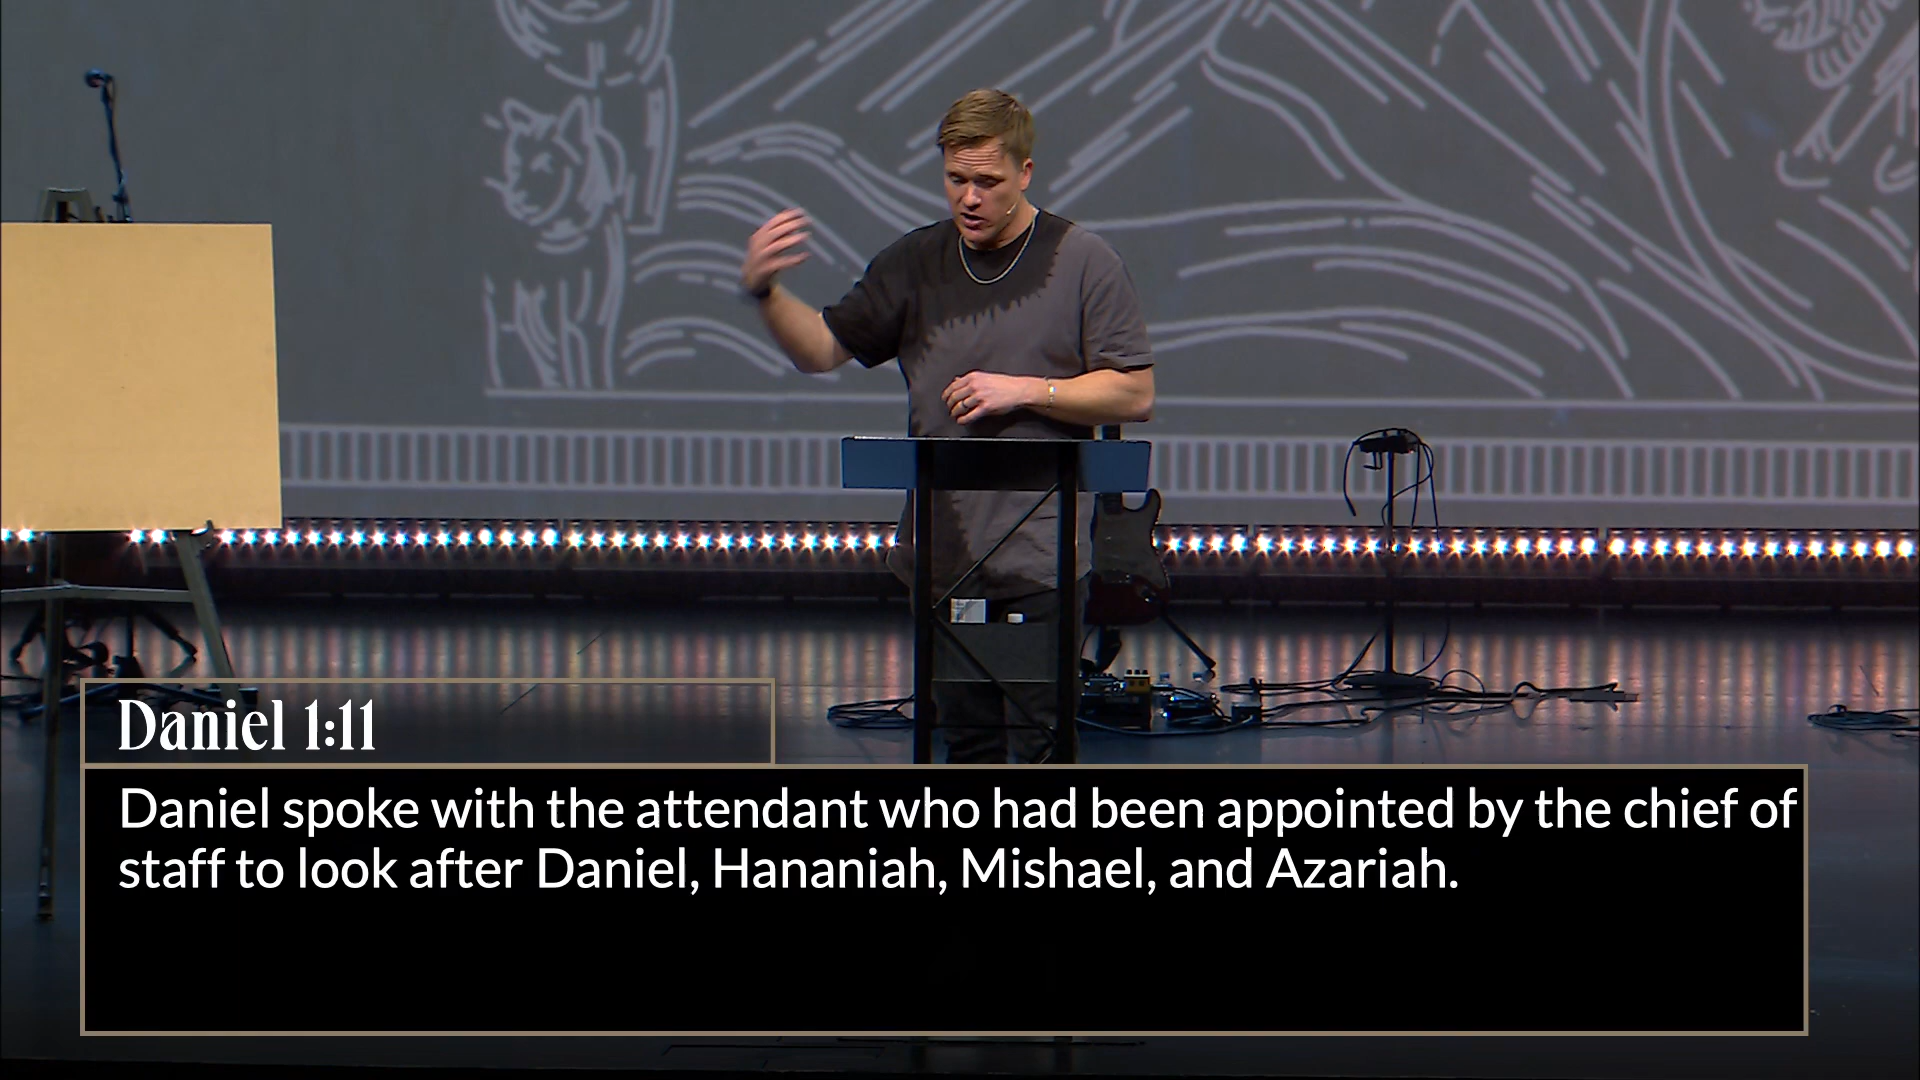 Daniel 1:11
Daniel spoke with the attendant who had been appointed by the chief of
staff to look after Daniel, Hananiah, Mishael, and Azariah.